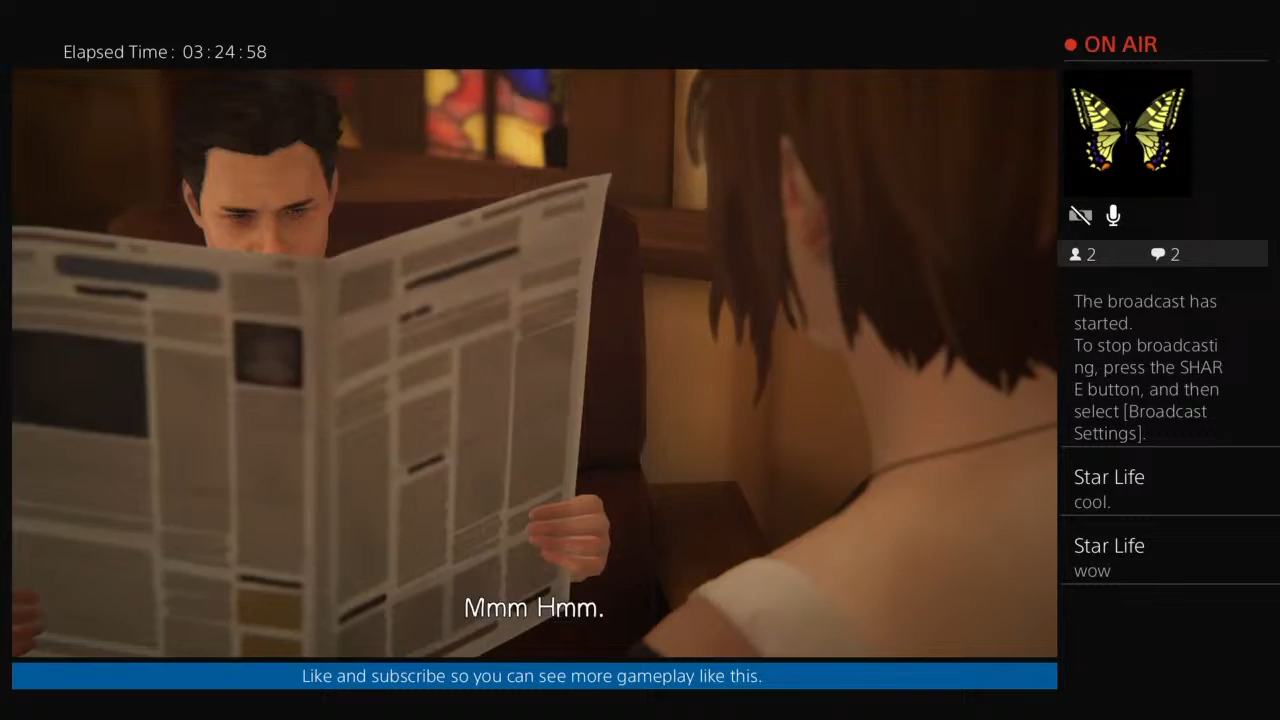 Elapsed Time: 03:24:58
ON AIR
2
2
The broadcast has
started.
To stop broadcasti
ng, press the SHAR
E button, and then
select [Broadcast
Settings].
Star Life
cool.
Star Life
wow
Mmm Hmm.
Like and subscribe so you can see more gameplay like this.